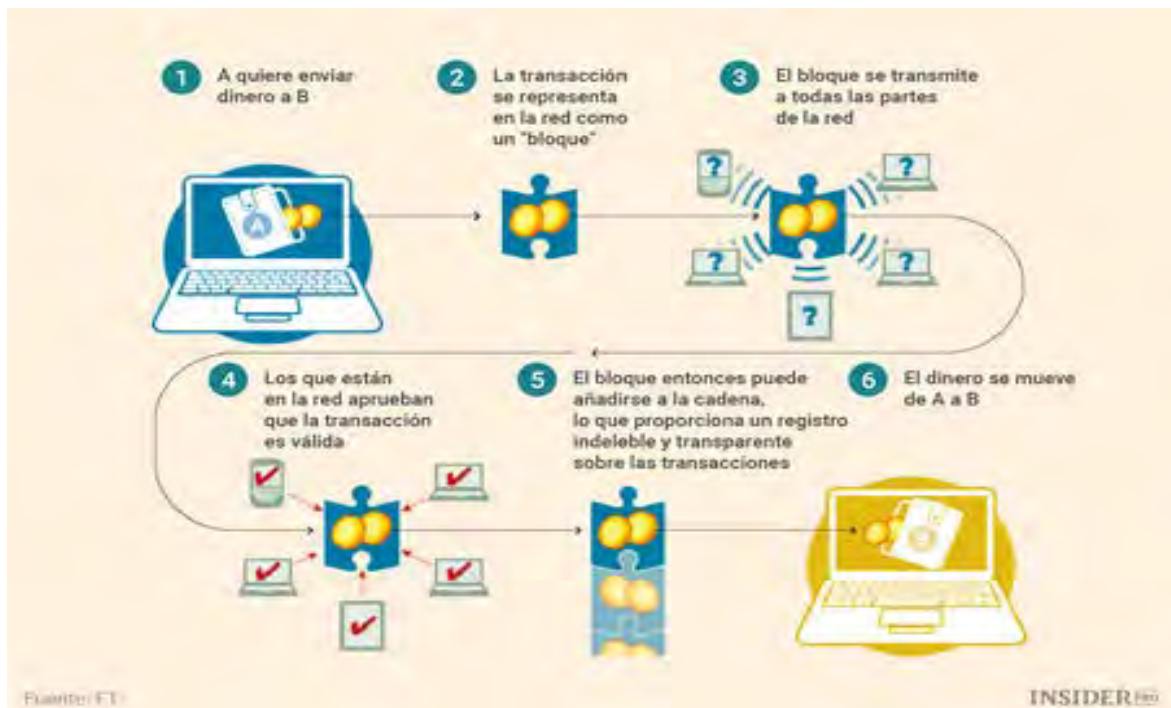 1
A quiere enviar
dinero a B
2
La transacción
se representa
en la red como
un "bloque"
3
El bloque se transmite
a todas las partes
de la red
A
?
?
?
?
?
4
Los que están
en la red aprueban
que la transacción
es válida
5
El bloque entonces puede
añadirse a la cadena,
lo que proporciona un registro
indeleble y transparente
sobre las transacciones
6
El dinero se mueve
de A a B
Fuente: FT
INSIDER PRO